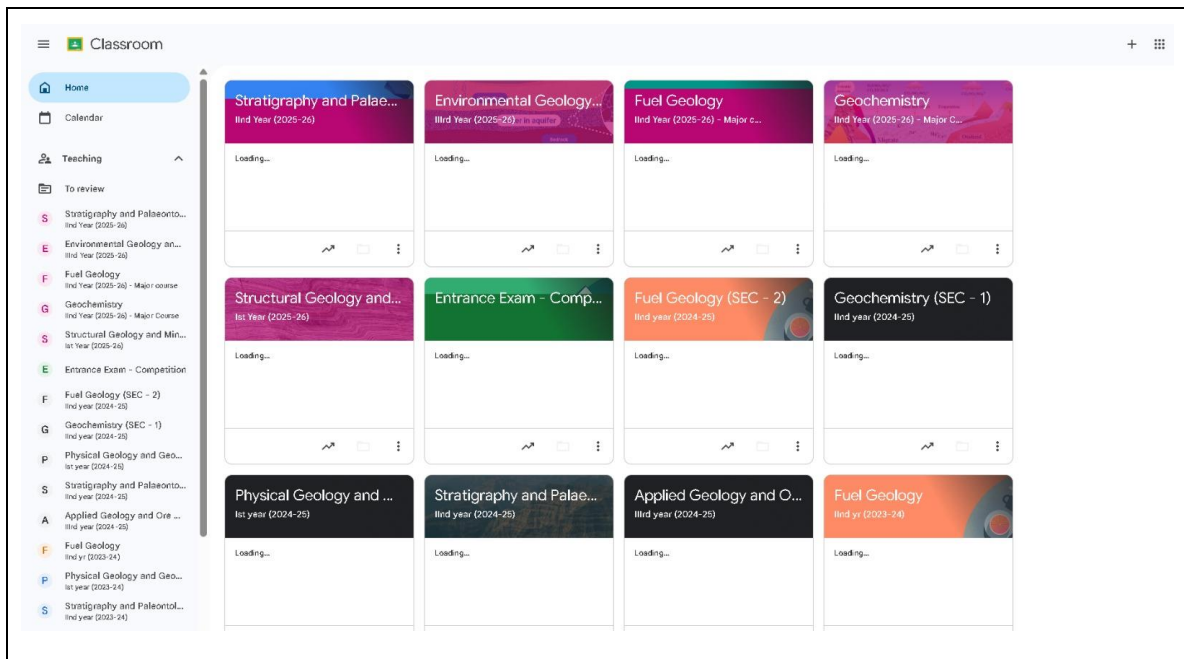 Classroom
Home
Calendar
Teaching
To review
Stratigraphy and Palaeonto...
IInd Year (2025-26)
Environmental Geology an...
IIIrd Year (2025-26)
Fuel Geology
IInd Year (2025-26) - Major course
Geochemistry
IInd Year (2025-26) - Major Course
Structural Geology and Min...
Ist Year (2025-26)
Entrance Exam - Competition
Fuel Geology (SEC - 2)
IInd year (2024-25)
Geochemistry (SEC - 1)
IInd year (2024-25)
Physical Geology and Geo...
Ist year (2024-25)
Stratigraphy and Palaeonto...
IInd year (2024-25)
Applied Geology and Ore ...
IIIrd year (2024-25)
Fuel Geology
IInd yr (2023-24)
Physical Geology and Geo...
Ist year (2023-24)
Stratigraphy and Paleontol...
IInd year (2023-24)
Stratigraphy and Palae...
IInd Year (2025-26)
Loading...
Environmental Geology...
IIIrd Year (2025-26)
er in aquifer
Loading...
Fuel Geology
IInd Year (2025-26) - Major c...
Loading...
Geochemistry
IInd Year (2025-26) - Major C...
Loading...
Structural Geology and...
Ist Year (2025-26)
Loading...
Entrance Exam - Comp...
Loading...
Fuel Geology (SEC - 2)
IInd year (2024-25)
Loading...
Geochemistry (SEC - 1)
IInd year (2024-25)
Loading...
Physical Geology and ...
Ist year (2024-25)
Loading...
Stratigraphy and Palae...
IInd year (2024-25)
Loading...
Applied Geology and O...
IIIrd year (2024-25)
Loading...
Fuel Geology
IInd yr (2023-24)
Loading...